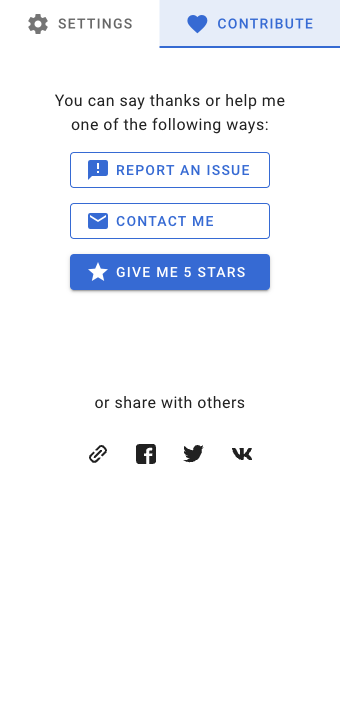 SETTINGS
CONTRIBUTE
You can say thanks or help me
one of the following ways:
REPORT AN ISSUE
CONTACT ME
GIVE ME 5 STARS
or share with others